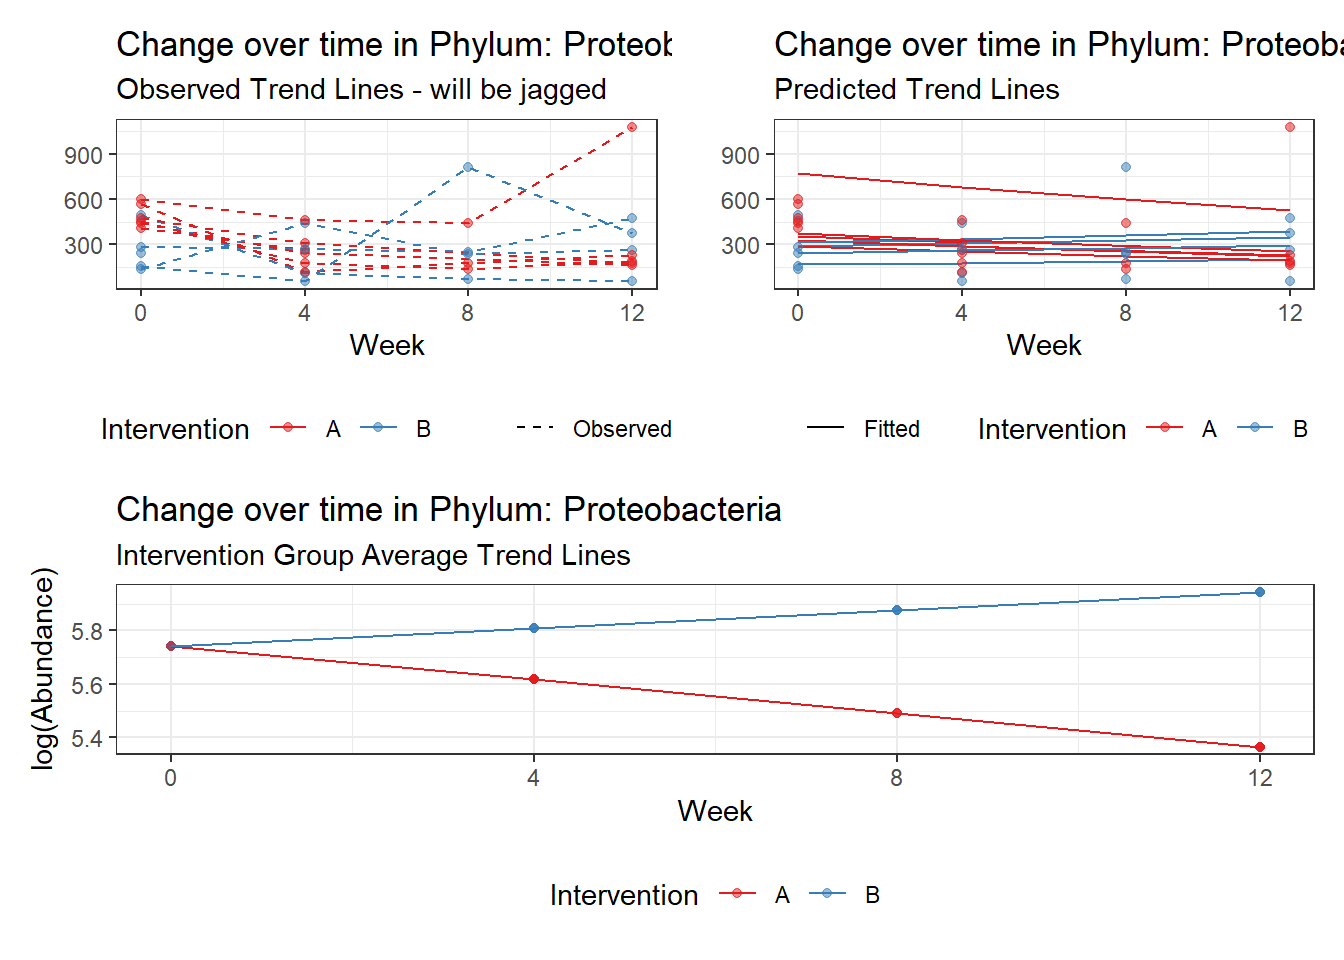 Change over time in Phylum: Proteob
Observed Trend Lines - will be jagged
900
600
300
0 4 8 12
Week
Intervention A B Observed
Change over time in Phylum: Proteoba
Predicted Trend Lines
900
600
300
0 4 8 12
Week
Fitted Intervention A B
Change over time in Phylum: Proteobacteria
Intervention Group Average Trend Lines
log(Abundance)
5.8
5.6
5.4
0 4 8 12
Week
Intervention A B